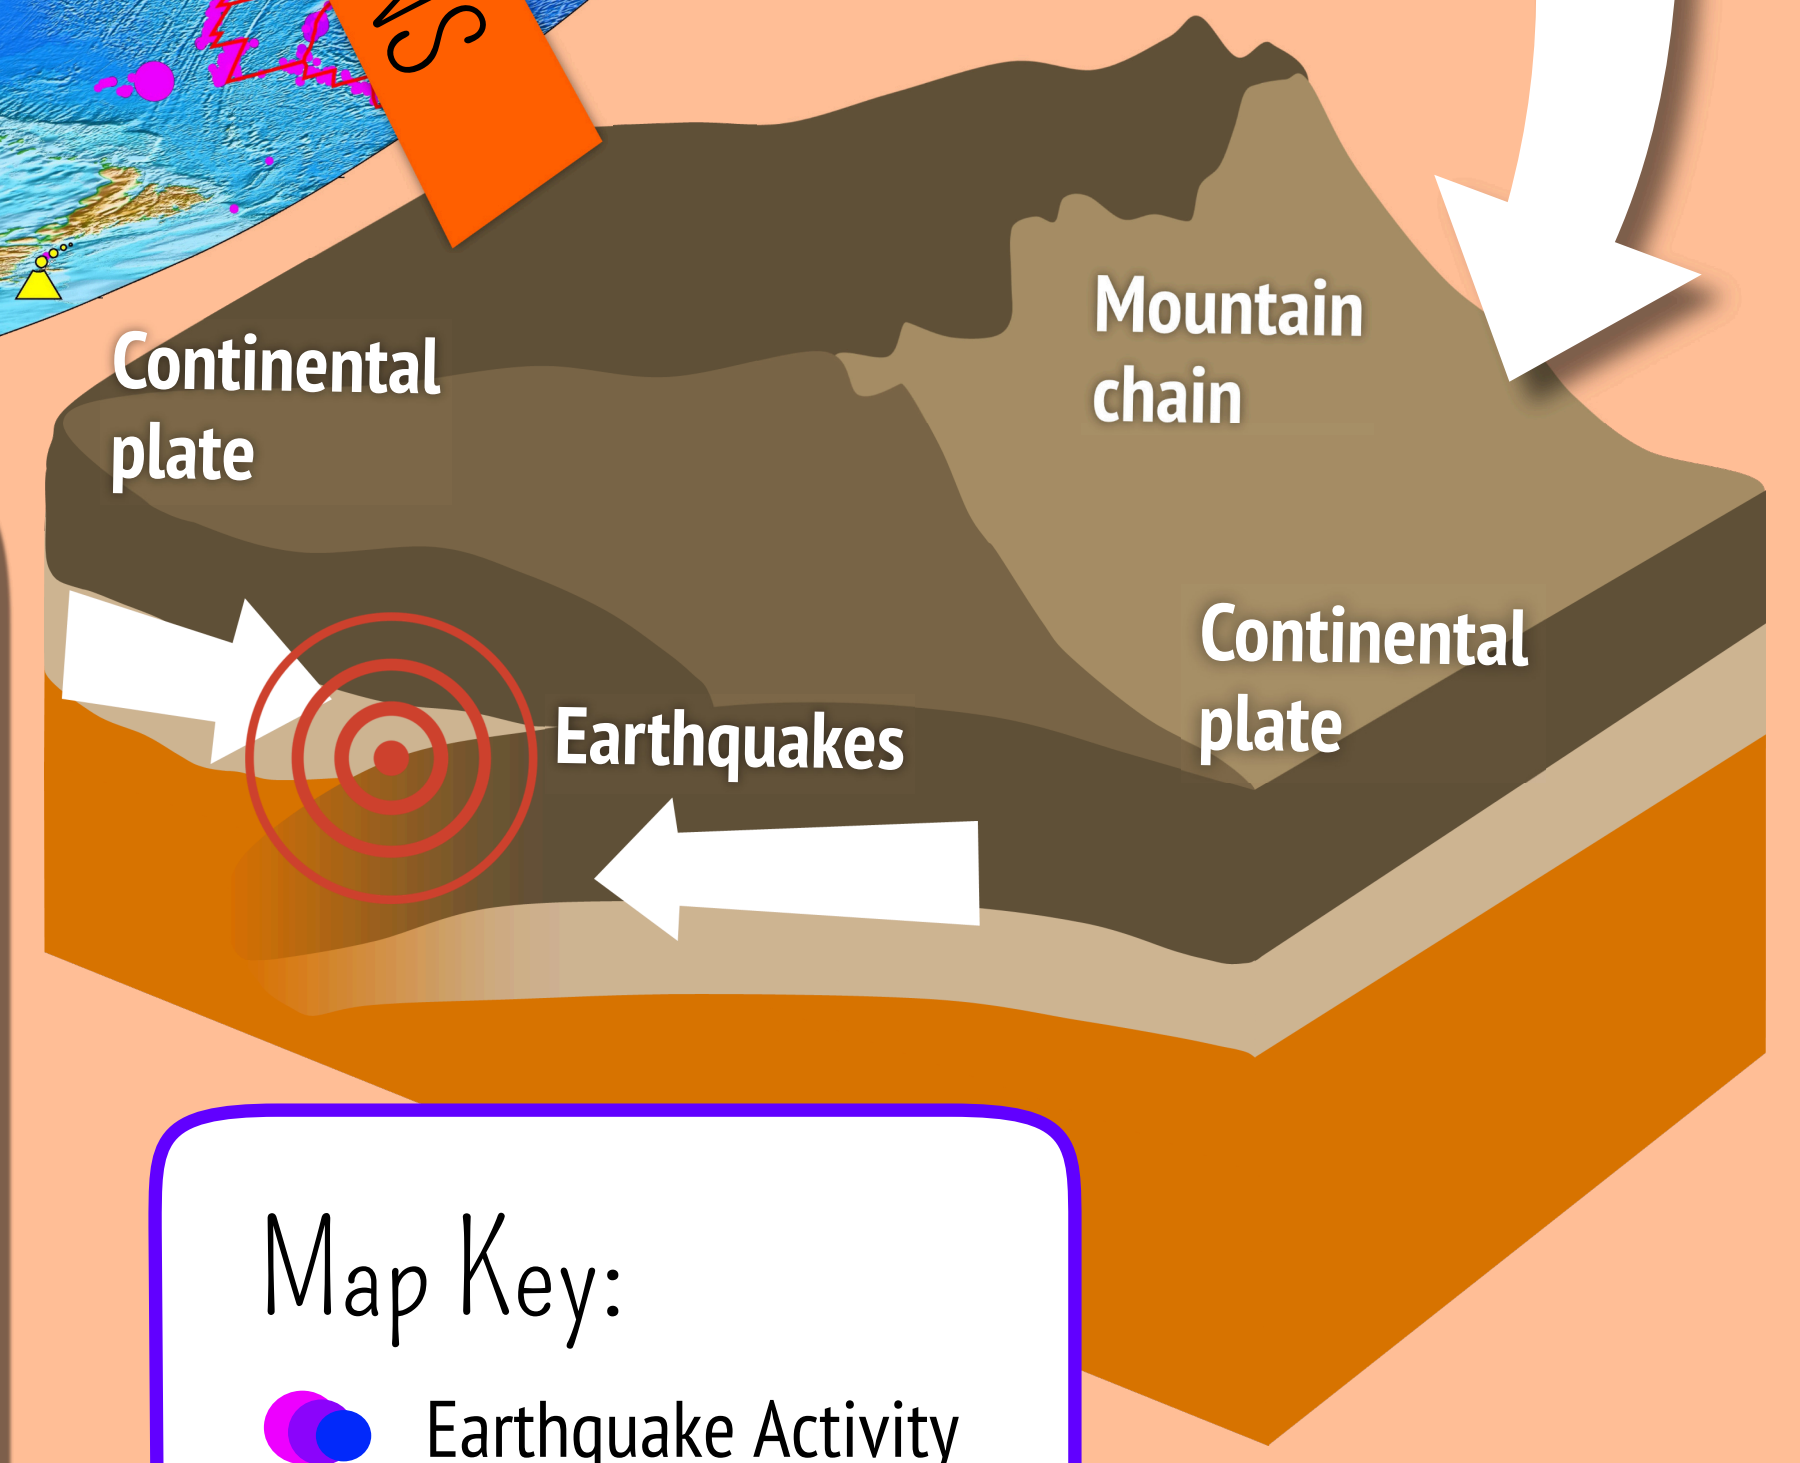 Continental
plate
Mountain
chain
Continental
plate
Earthquakes
Map Key:
Earthquake Activity